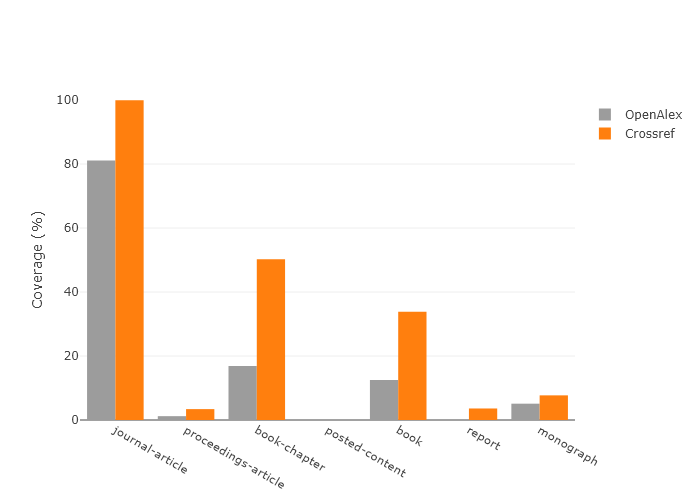 100
80
60
40
20
0
Coverage (%)
journal-article
proceedings-article
book-chapter
posted-content
book
report
monograph
OpenAlex
Crossref